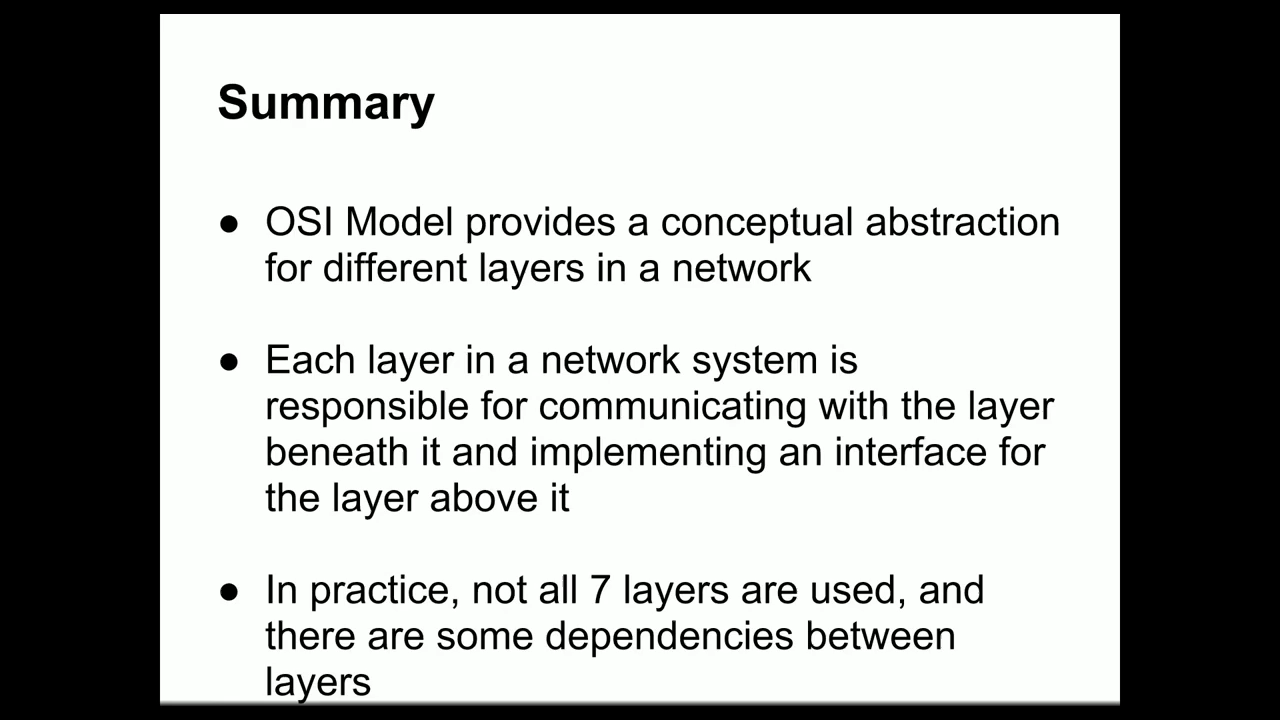 Summary
● OSI Model provides a conceptual abstraction
for different layers in a network
● Each layer in a network system is
responsible for communicating with the layer
beneath it and implementing an interface for
the layer above it
● In practice, not all 7 layers are used, and
there are some dependencies between
layers